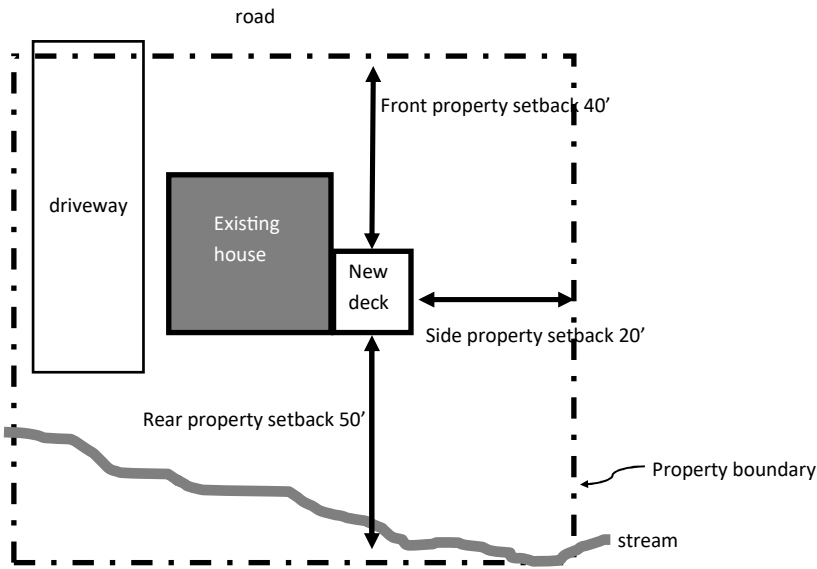 road
Front property setback 40’
driveway
Existing
house
New
deck
Side property setback 20’
Rear property setback 50’
Property boundary
stream